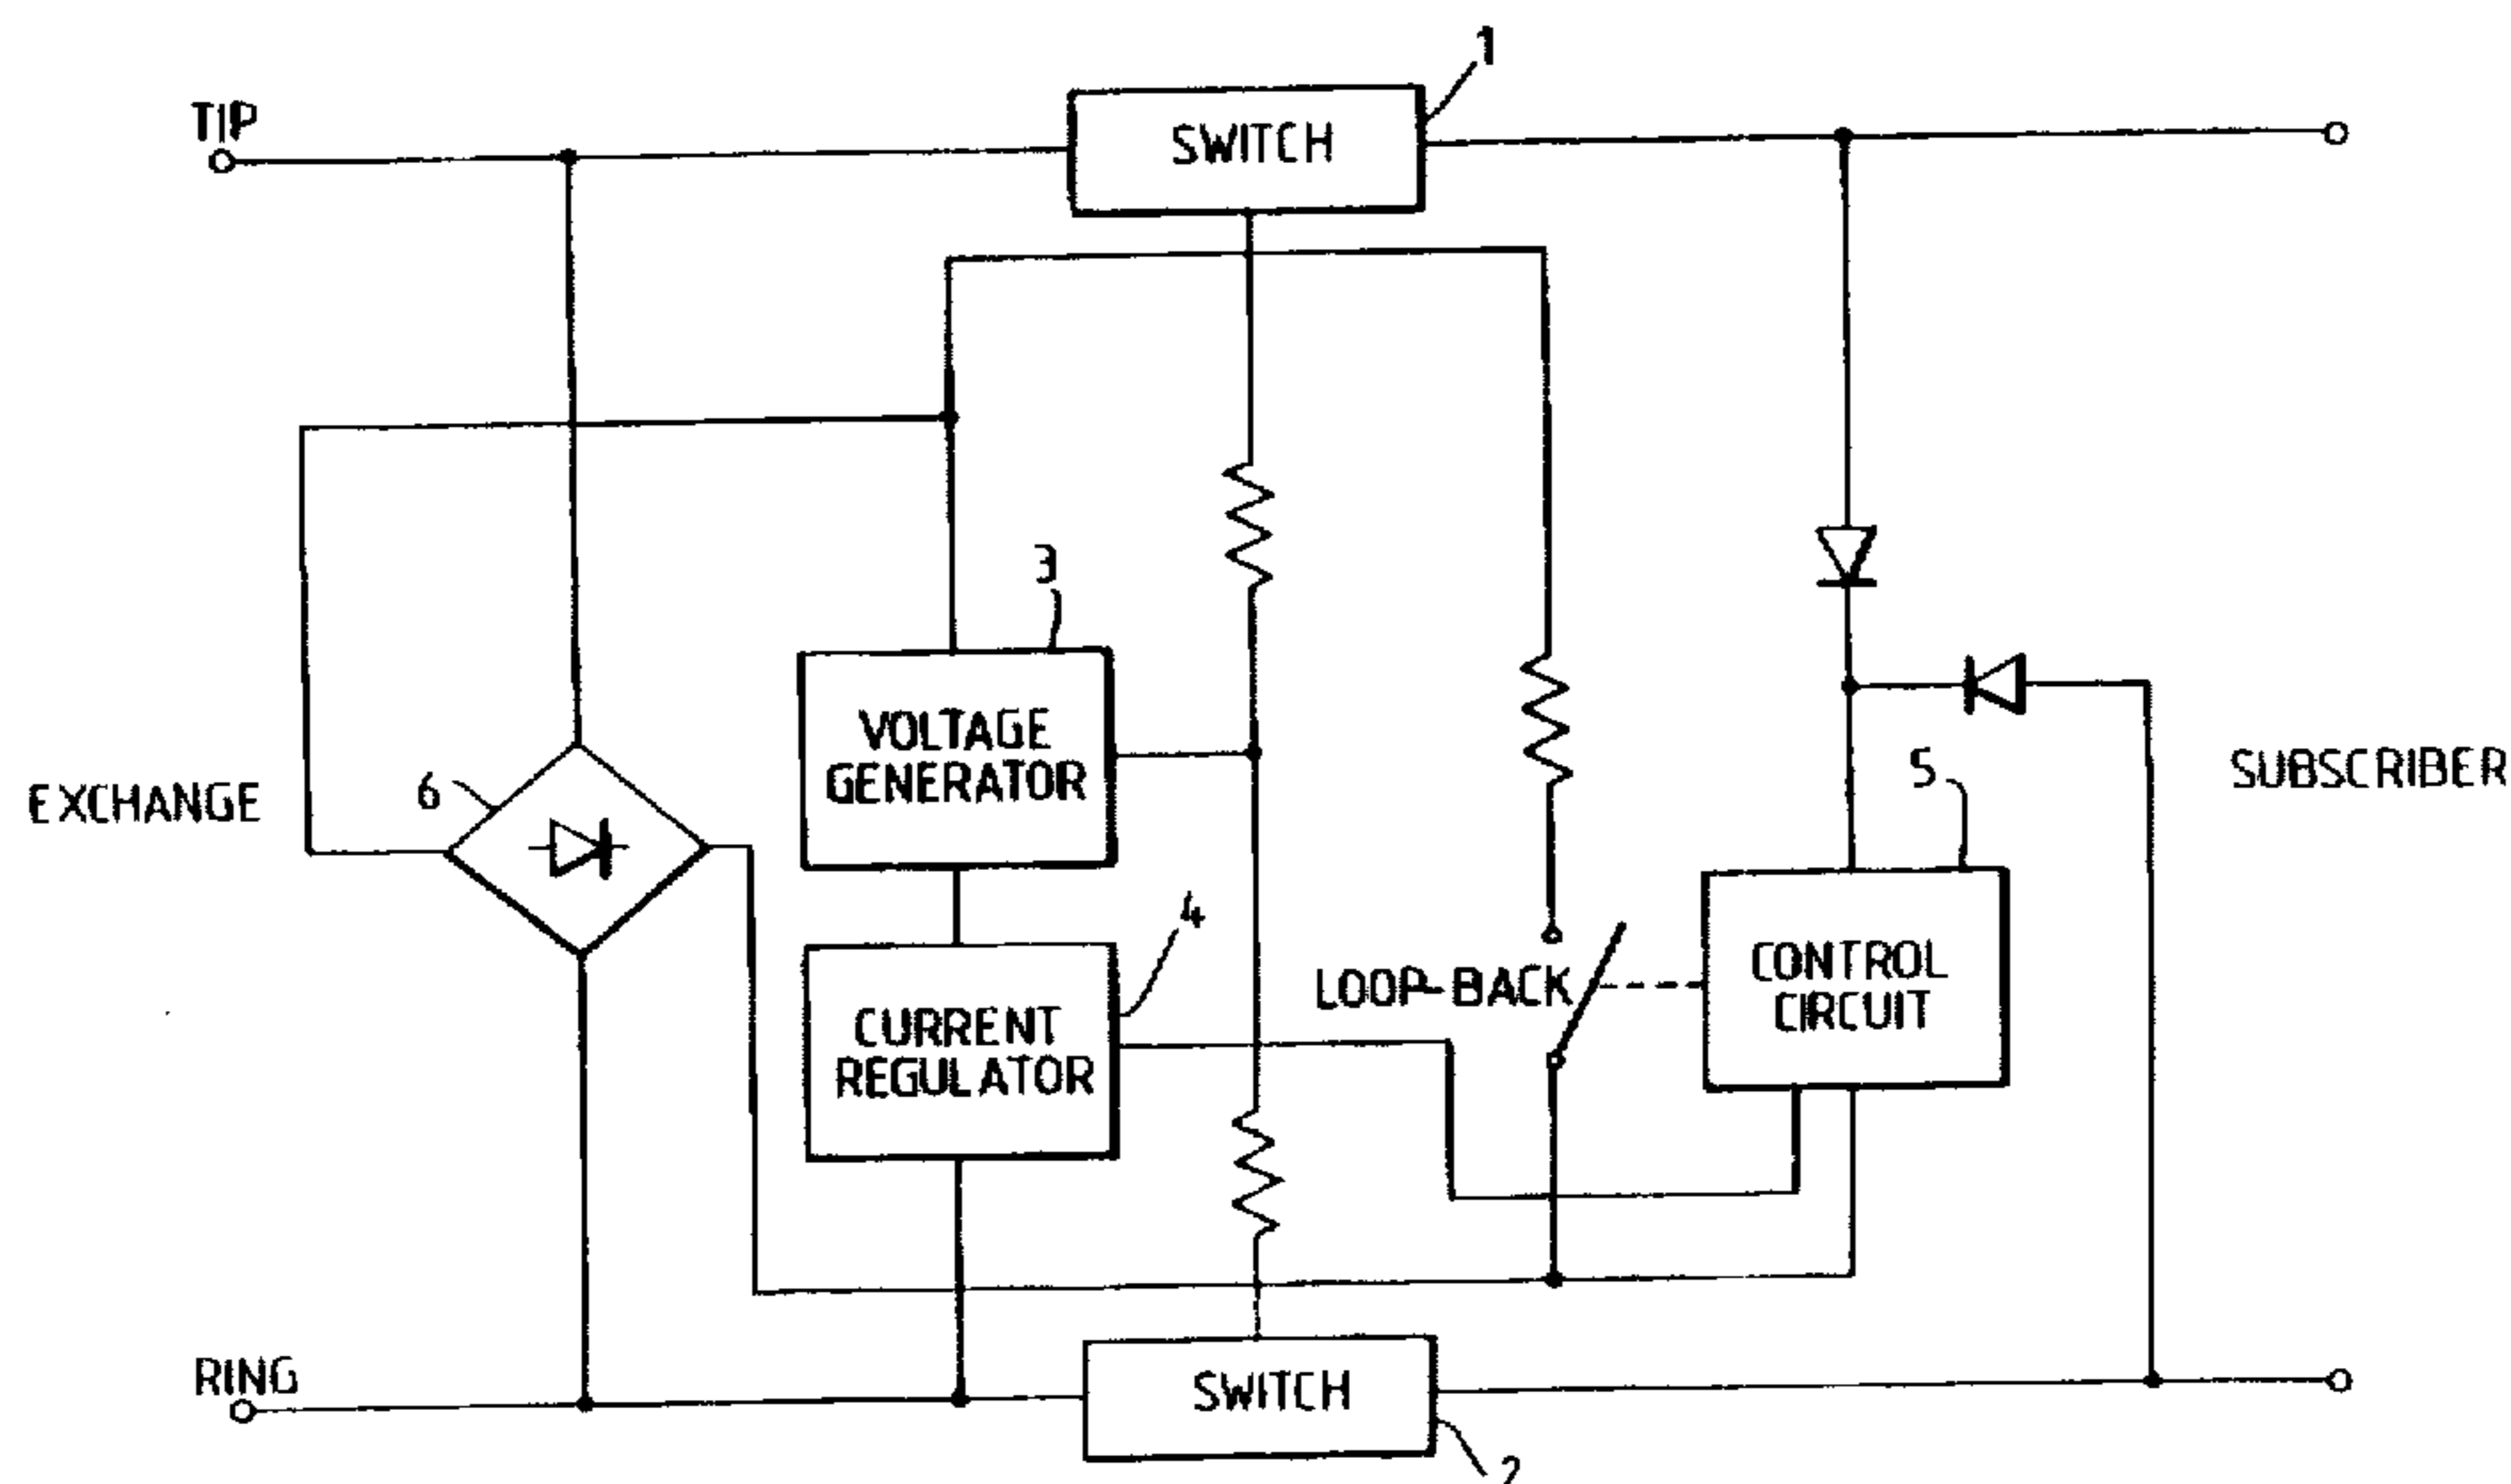 1
TIP
SWITCH
3
VOLTAGE
GENERATOR
EXCHANGE
6
SUBSCRIBER
5
4
CURRENT
REGULATOR
LOOP-BACK
CONTROL
CIRCUIT
RING
SWITCH
2